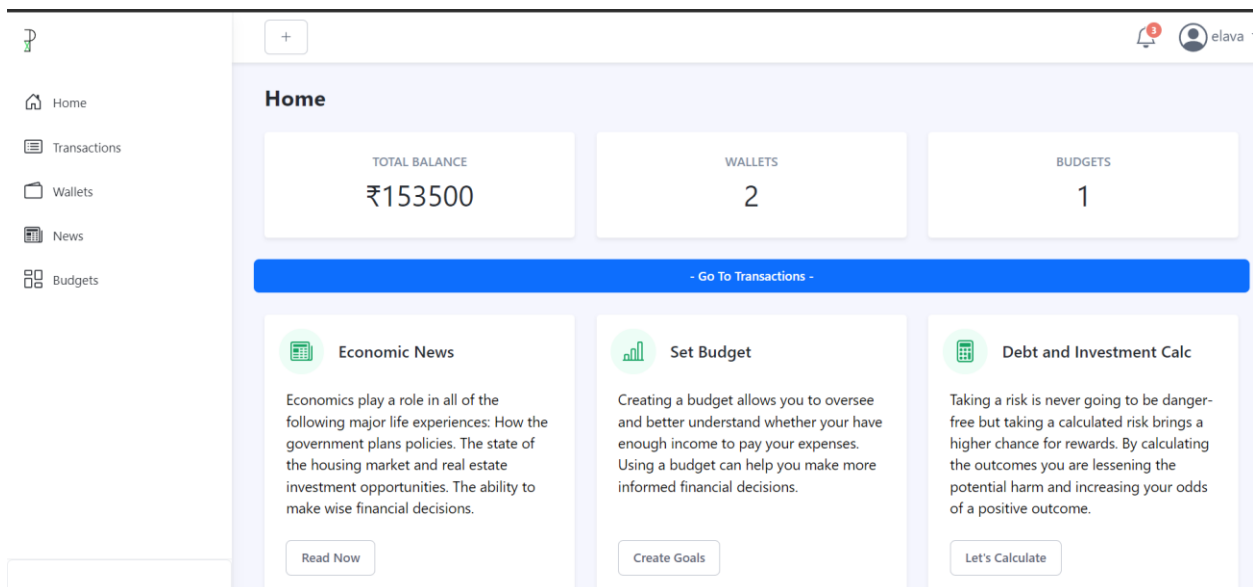 +
3
elava
Home
Transactions
Wallets
News
Budgets
Home
TOTAL BALANCE
₹153500
WALLETS
2
BUDGETS
1
- Go To Transactions -
Economic News
Economics play a role in all of the
following major life experiences: How the
government plans policies. The state of
the housing market and real estate
investment opportunities. The ability to
make wise financial decisions.
Read Now
Set Budget
Creating a budget allows you to oversee
and better understand whether your have
enough income to pay your expenses.
Using a budget can help you make more
informed financial decisions.
Create Goals
Debt and Investment Calc
Taking a risk is never going to be danger-
free but taking a calculated risk brings a
higher chance for rewards. By calculating
the outcomes you are lessening the
potential harm and increasing your odds
of a positive outcome.
Let's Calculate